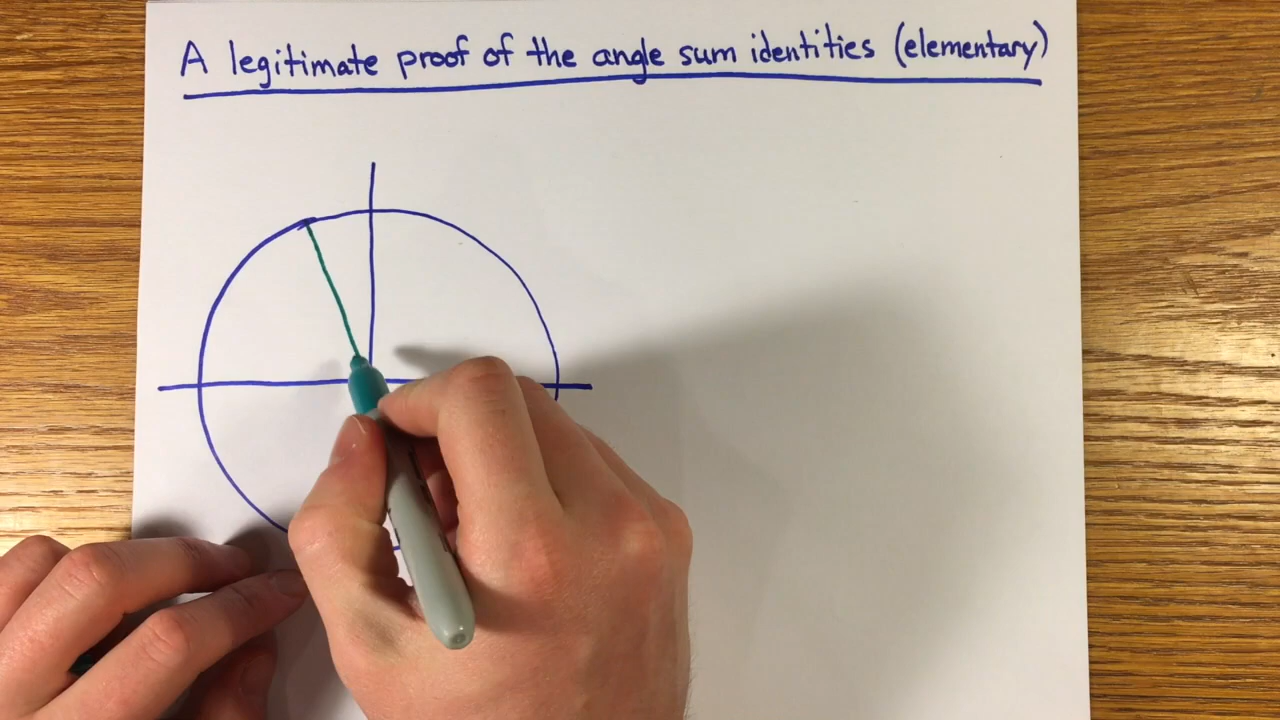 A legitimate proof of the angle sum identities (elementary)